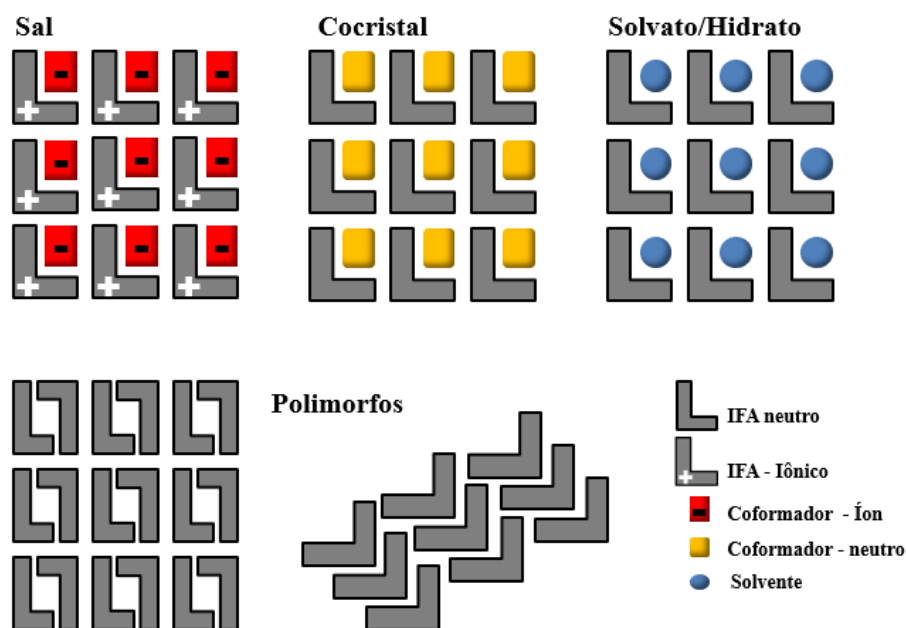 Sal
Cocristal
Solvato/Hidrato
Polimorfos
IFA neutro
IFA - Iônico
Coformador - Íon
Coformador - neutro
Solvente